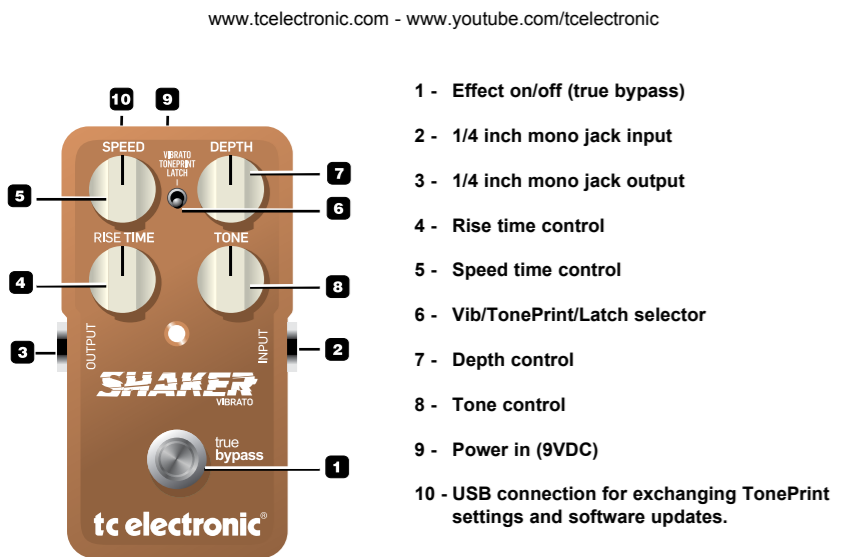 www.tcelectronic.com - www.youtube.com/tcelectronic
10
9
SPEED
VIBRATO
TONEPRINT
LATCH
DEPTH
7
5
6
RISE TIME
TONE
4
8
3
OUTPUT
INPUT
2
SHAKER
VIBRATO
true
bypass
1
tc electronic®
1 - Effect on/off (true bypass)
2 - 1/4 inch mono jack input
3 - 1/4 inch mono jack output
4 - Rise time control
5 - Speed time control
6 - Vib/TonePrint/Latch selector
7 - Depth control
8 - Tone control
9 - Power in (9VDC)
10 - USB connection for exchanging TonePrint
settings and software updates.